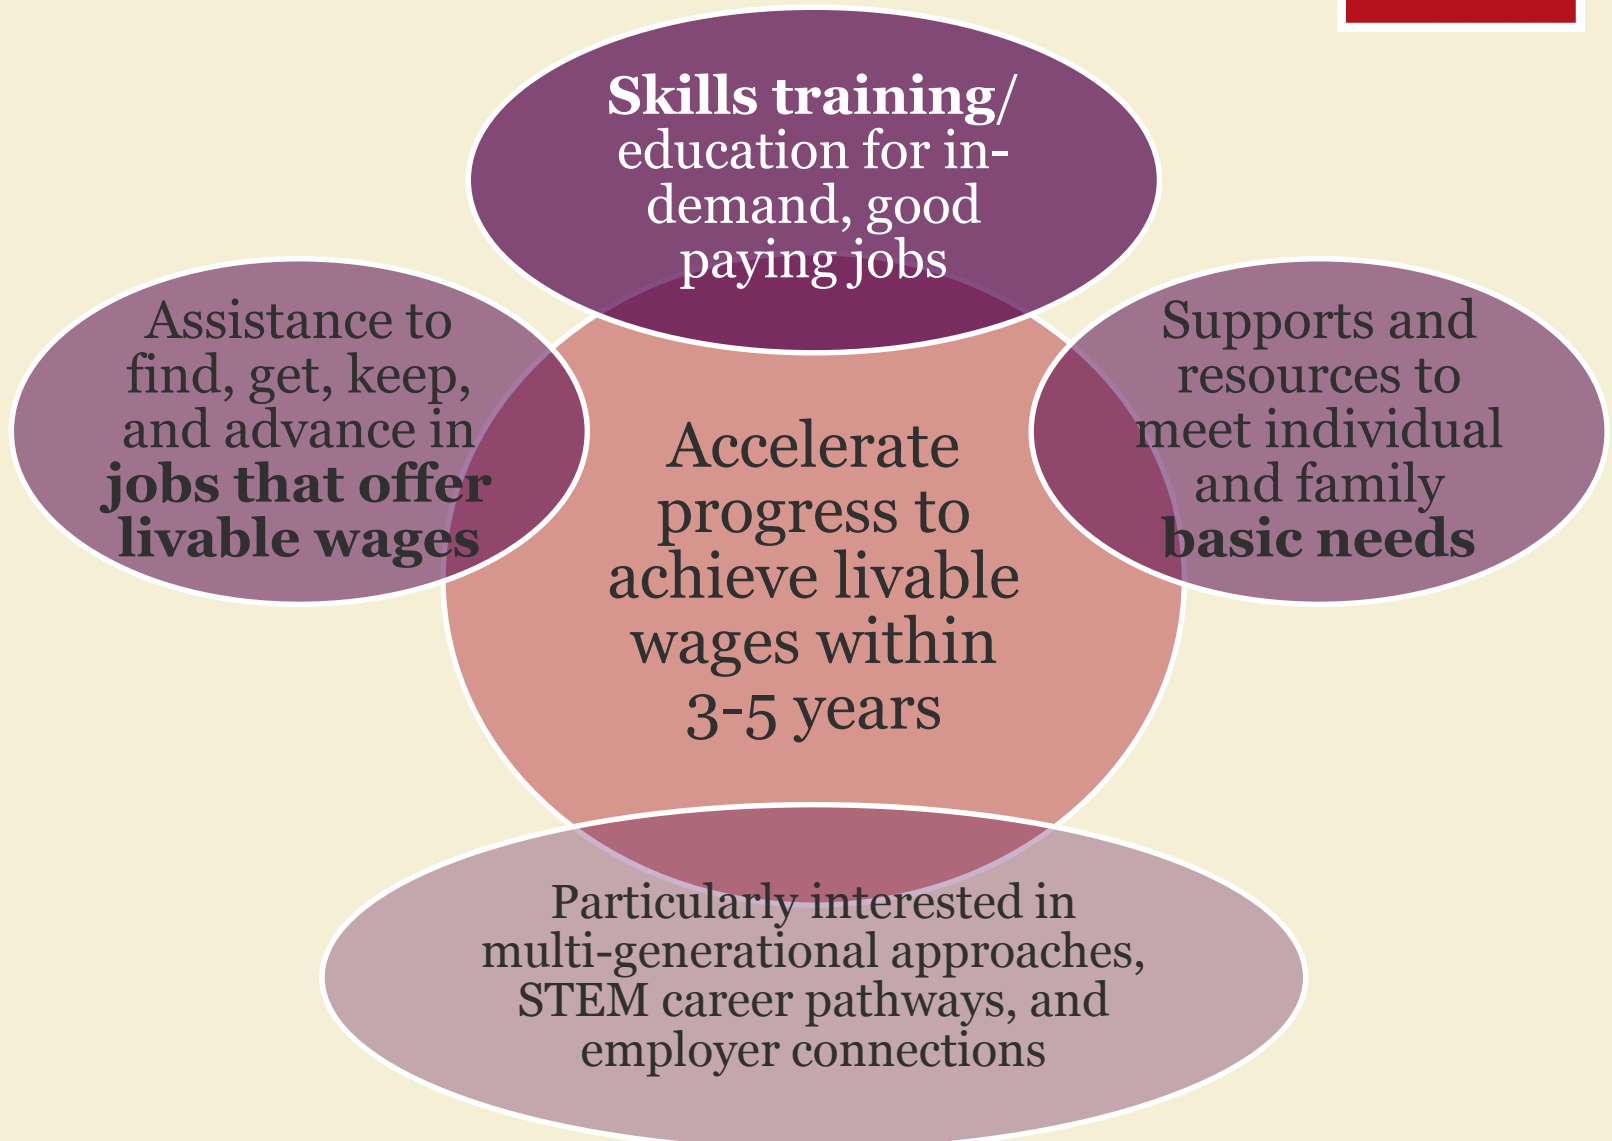 Skills training/
education for in-
demand, good
paying jobs
Assistance to
find, get, keep,
and advance in
jobs that offer
livable wages
Supports and
resources to
meet individual
and family
basic needs
Accelerate
progress to
achieve livable
wages within
3-5 years
Particularly interested in
multi-generational approaches,
STEM career pathways, and
employer connections